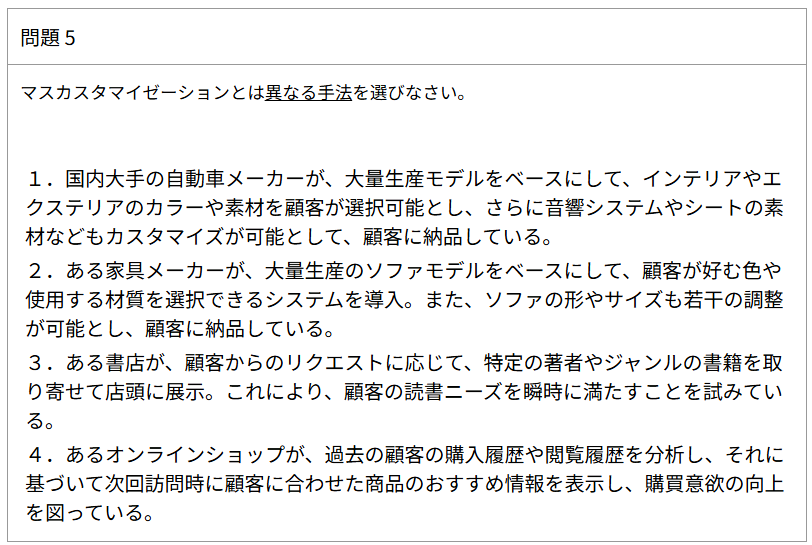 問題 5
マスカスタマイゼーションとは異なる手法を選びなさい。
１．国内大手の自動車メーカーが、大量生産モデルをベースにして、インテリアやエ
クステリアのカラーや素材を顧客が選択可能とし、さらに音響システムやシートの素
材などもカスタマイズが可能として、顧客に納品している。
２．ある家具メーカーが、大量生産のソファモデルをベースにして、顧客が好む色や
使用する材質を選択できるシステムを導入。また、ソファの形やサイズも若干の調整
が可能とし、顧客に納品している。
３．ある書店が、顧客からのリクエストに応じて、特定の著者やジャンルの書籍を取
り寄せて店頭に展示。これにより、顧客の読書ニーズを瞬時に満たすことを試みてい
る。
４．あるオンラインショップが、過去の顧客の購入履歴や閲覧履歴を分析し、それに
基づいて次回訪問時に顧客に合わせた商品のおすすめ情報を表示し、購買意欲の向上
を図っている。